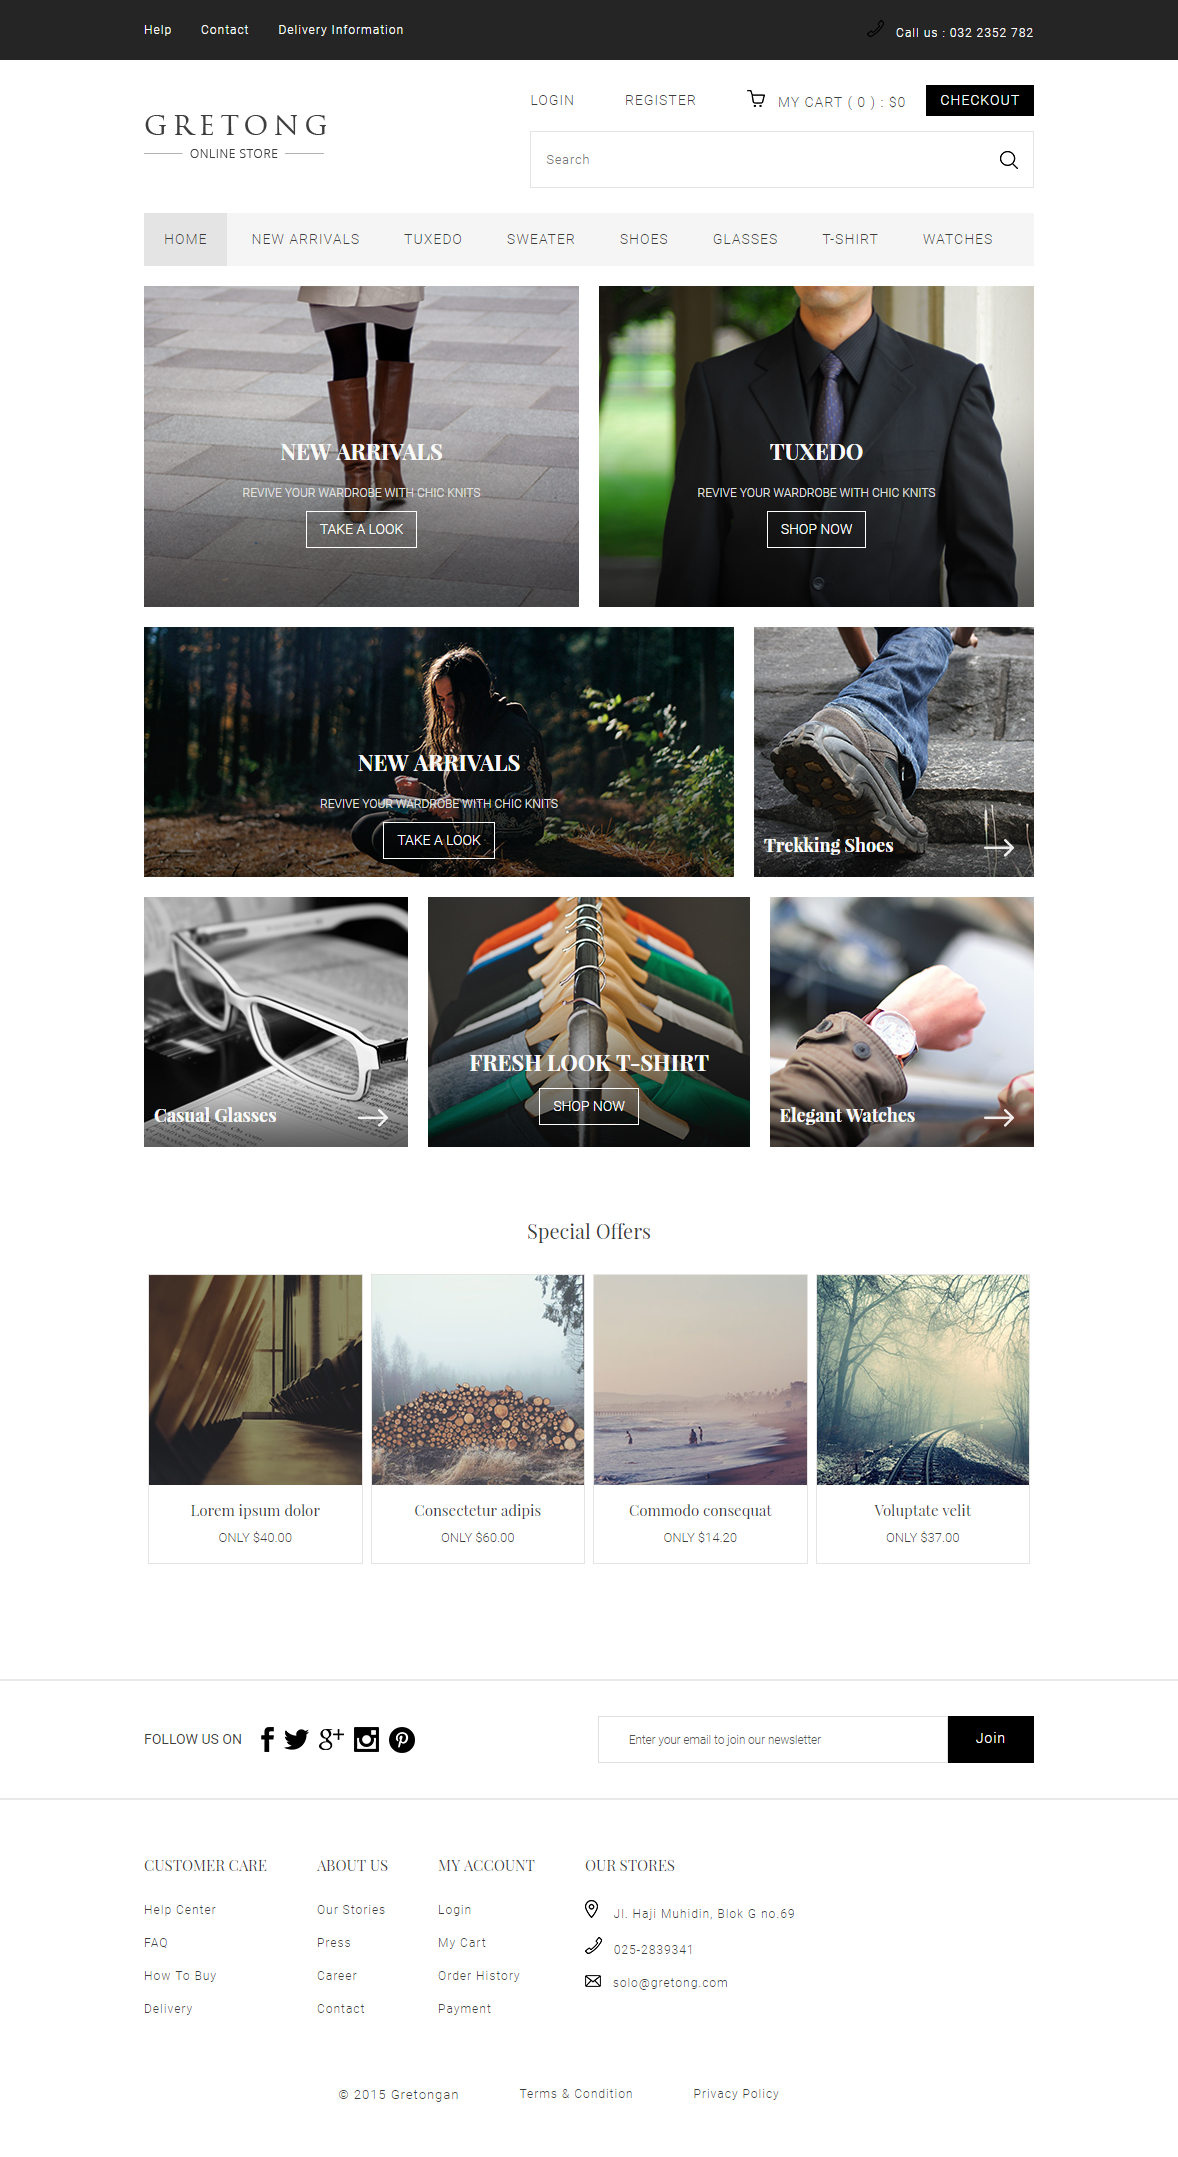 Help Contact Delivery Information Call us : 032 2352 782
LOGIN REGISTER MY CART ( 0 ) : $0 CHECKOUT
GRETONG
ONLINE STORE
Search
HOME NEW ARRIVALS TUXEDO SWEATER SHOES GLASSES T-SHIRT WATCHES
NEW ARRIVALS
REVIVE YOUR WARDROBE WITH CHIC KNITS
TAKE A LOOK
TUXEDO
REVIVE YOUR WARDROBE WITH CHIC KNITS
SHOP NOW
NEW ARRIVALS
REVIVE YOUR WARDROBE WITH CHIC KNITS
TAKE A LOOK
Trekking Shoes
Casual Glasses
FRESH LOOK T-SHIRT
SHOP NOW
Elegant Watches
Special Offers
Lorem ipsum dolor
ONLY $40.00
Consectetur adipis
ONLY $60.00
Commodo consequat
ONLY $14.20
Voluptate velit
ONLY $37.00
FOLLOW US ON
Enter your email to join our newsletter
Join
CUSTOMER CARE
Help Center
FAQ
How To Buy
Delivery
ABOUT US
Our Stories
Press
Career
Contact
MY ACCOUNT
Login
My Cart
Order History
Payment
OUR STORES
Jl. Haji Muhidin, Blok G no.69
025-2839341
solo@gretong.com
© 2015 Gretongan Terms & Condition Privacy Policy